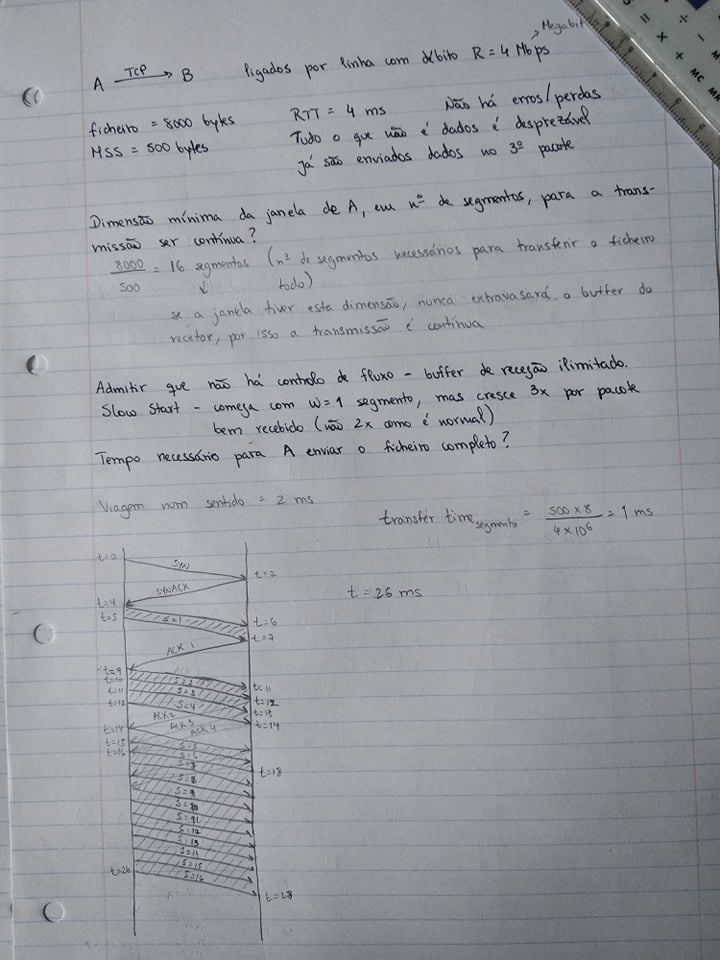 Megabit
A TCP B ligados por linha com débito R = 4 Mbps
ficheiro = 8000 bytes RTT = 4 ms Não há erros/perdas
MSS = 500 bytes Tudo o que não é dados é desprezável
Já são enviados dados no 3º pacote
Dimensão mínima da janela de A, em nº de segmentos, para a trans-
missão ser contínua?
8000/500 = 16 segmentos (nº de segmentos necessários para transferir o ficheiro
todo)
se a janela tiver esta dimensão, nunca extravasará o buffer do
recetor, por isso a transmissão é contínua
Admitir que não há controlo de fluxo - buffer de receção ilimitado.
Slow Start - começa com W = 1 segmento, mas cresce 3x por pacote
bem recebido (não 2x como é normal)
Tempo necessário para A enviar o ficheiro completo?
Viagem num sentido = 2 ms
transfer time segmento = 500 x 8 / 4 x 10^6 = 1 ms
t=0
SYN
t=2
SYNACK
t = 26 ms
t=4
t=5
S=1
t=6
t=7
ACK 1
t=9
t=10
S=2
t=11
t=11
S=3
t=12
t=12
S=4
t=13
ACK2
ACK 3
ACK 4
t=14
t=14
t=15
S=5
t=16
S=6
S=7
t=18
S=8
S=9
S=10
S=11
S=12
S=13
S=14
S=15
t=26
S=16
t=28